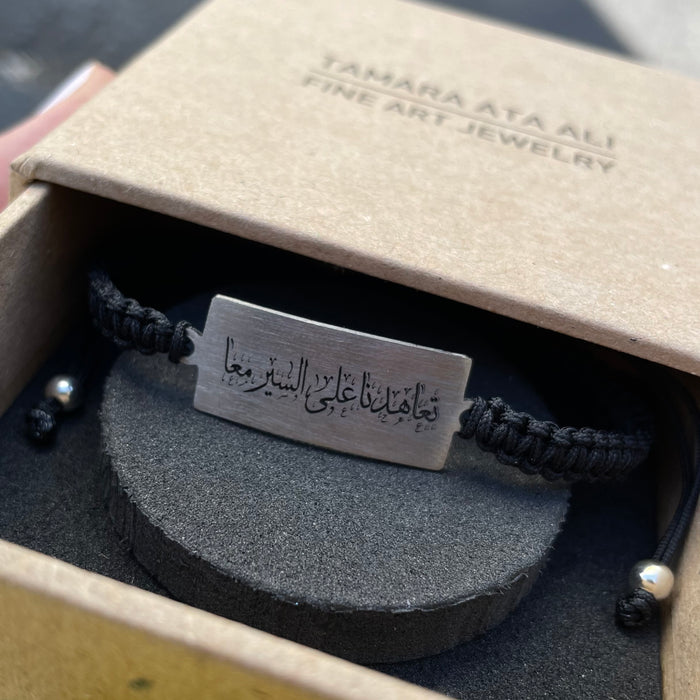 TAMARA ATA ALI
FINE ART JEWELRY
تعاهدنا على السير معا